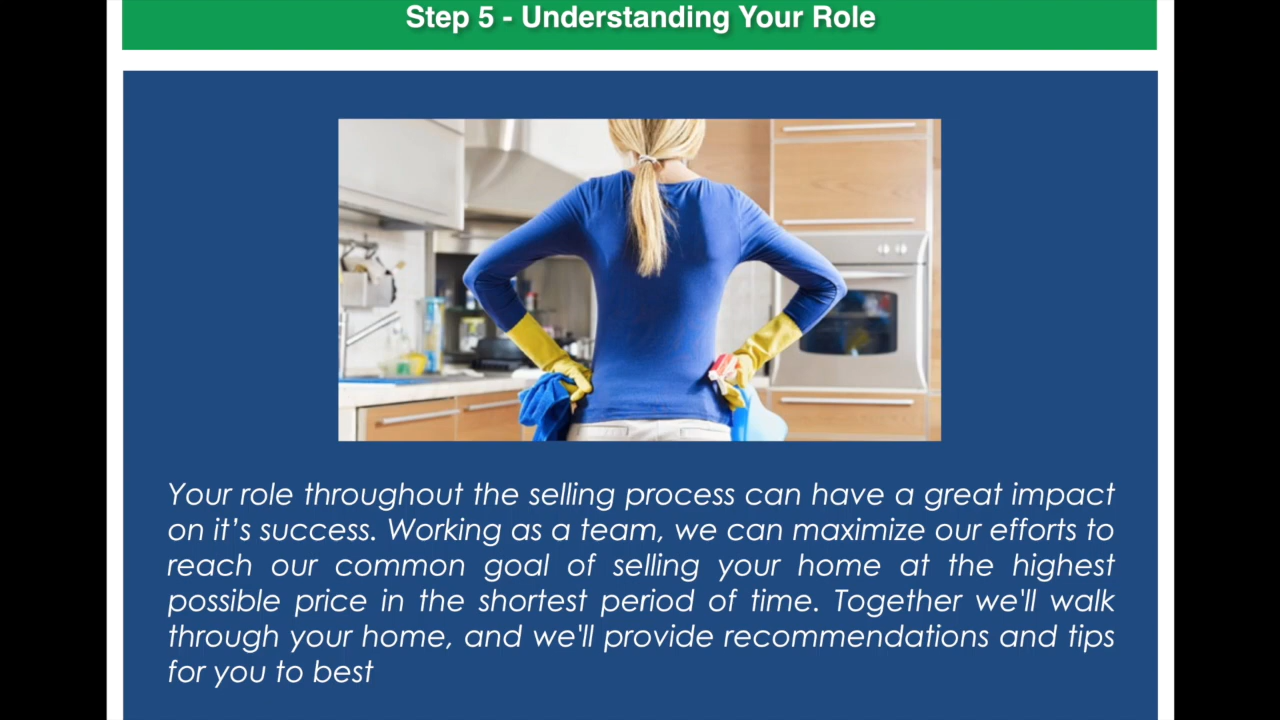 Step 5 - Understanding Your Role
Your role throughout the selling process can have a great impact
on it’s success. Working as a team, we can maximize our efforts to
reach our common goal of selling your home at the highest
possible price in the shortest period of time. Together we'll walk
through your home, and we'll provide recommendations and tips
for you to best